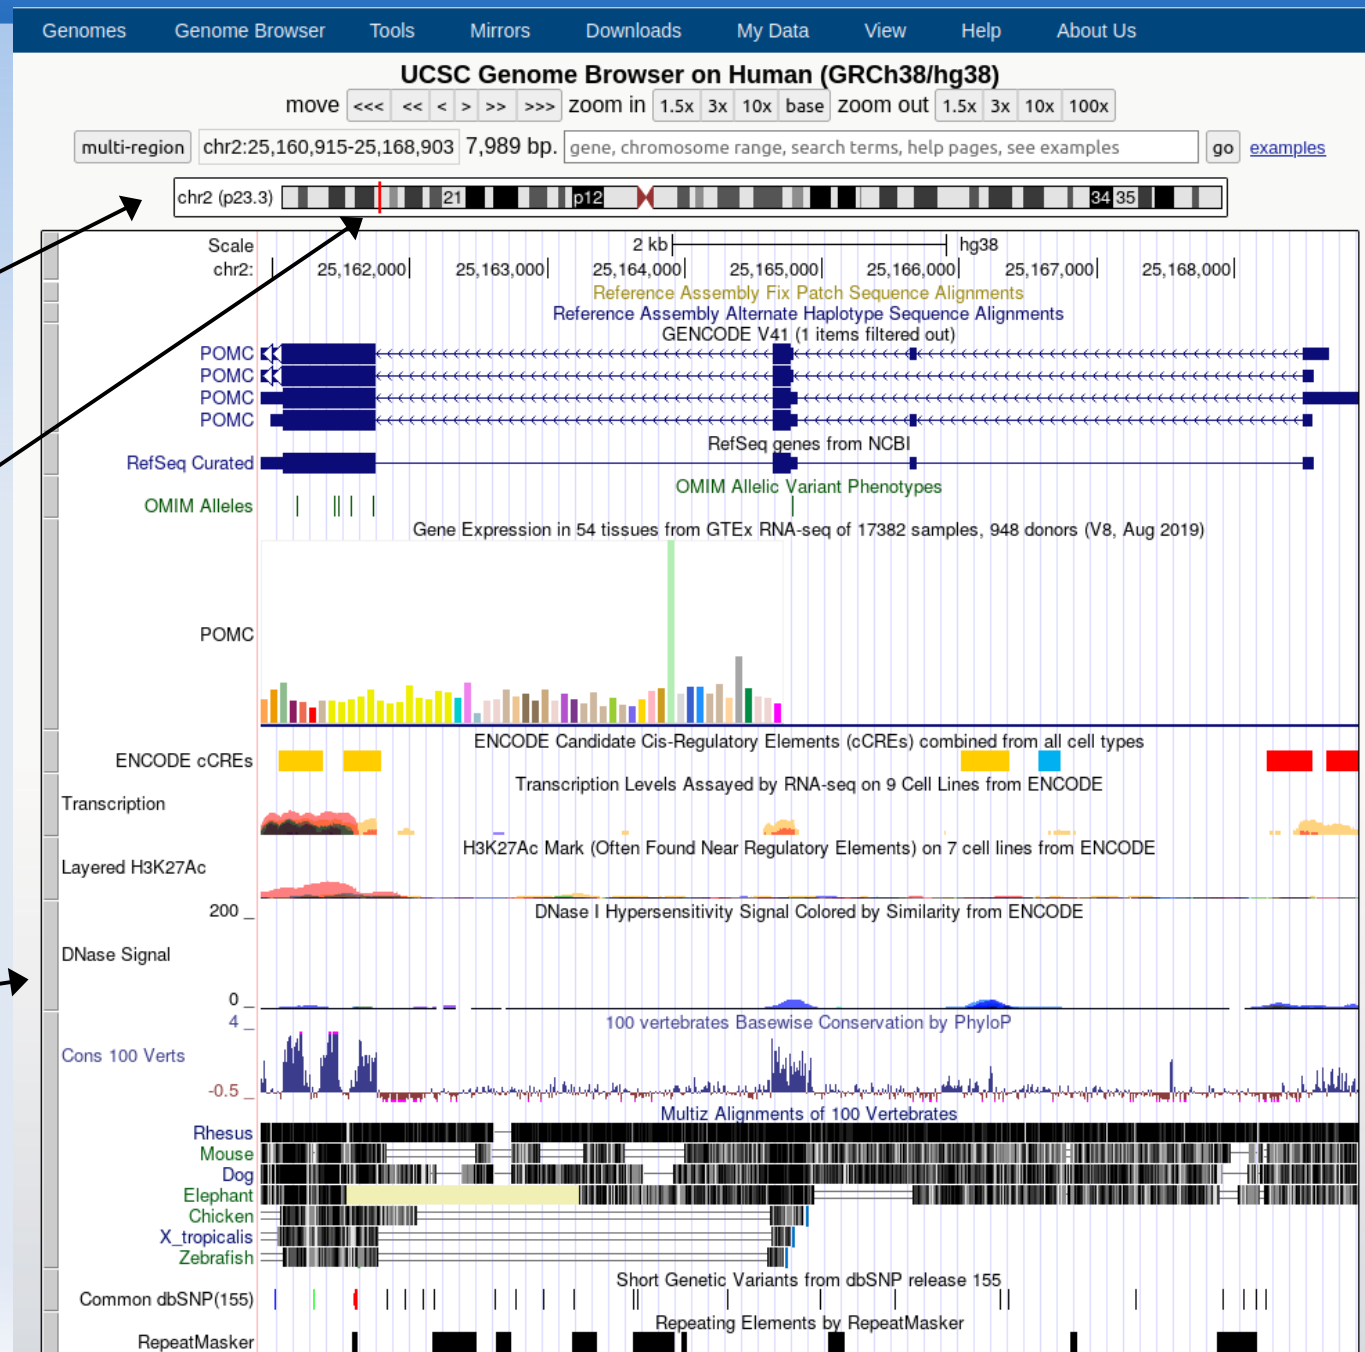 Genomes Genome Browser Tools Mirrors Downloads My Data View Help About Us
UCSC Genome Browser on Human (GRCh38/hg38)
move <<< << < > >> >>> zoom in 1.5x 3x 10x base zoom out 1.5x 3x 10x 100x
multi-region chr2:25,160,915-25,168,903 7,989 bp. gene, chromosome range, search terms, help pages, see examples go examples
chr2 (p23.3) 21 p12 34 35
Scale 2 kb hg38
chr2: 25,162,000 25,163,000 25,164,000 25,165,000 25,166,000 25,167,000 25,168,000
Reference Assembly Fix Patch Sequence Alignments
Reference Assembly Alternate Haplotype Sequence Alignments
GENCODE V41 (1 items filtered out)
POMC
POMC
POMC
POMC
RefSeq genes from NCBI
RefSeq Curated
OMIM Allelic Variant Phenotypes
OMIM Alleles
Gene Expression in 54 tissues from GTEx RNA-seq of 17382 samples, 948 donors (V8, Aug 2019)
POMC
ENCODE Candidate Cis-Regulatory Elements (cCREs) combined from all cell types
ENCODE cCREs
Transcription Levels Assayed by RNA-seq on 9 Cell Lines from ENCODE
Transcription
H3K27Ac Mark (Often Found Near Regulatory Elements) on 7 cell lines from ENCODE
Layered H3K27Ac
200 _
DNase I Hypersensitivity Signal Colored by Similarity from ENCODE
DNase Signal
0 _
4 _
100 vertebrates Basewise Conservation by PhyloP
Cons 100 Verts
-0.5 _
Multiz Alignments of 100 Vertebrates
Rhesus
Mouse
Dog
Elephant
Chicken
X_tropicalis
Zebrafish
Short Genetic Variants from dbSNP release 155
Common dbSNP(155)
Repeating Elements by RepeatMasker
RepeatMasker